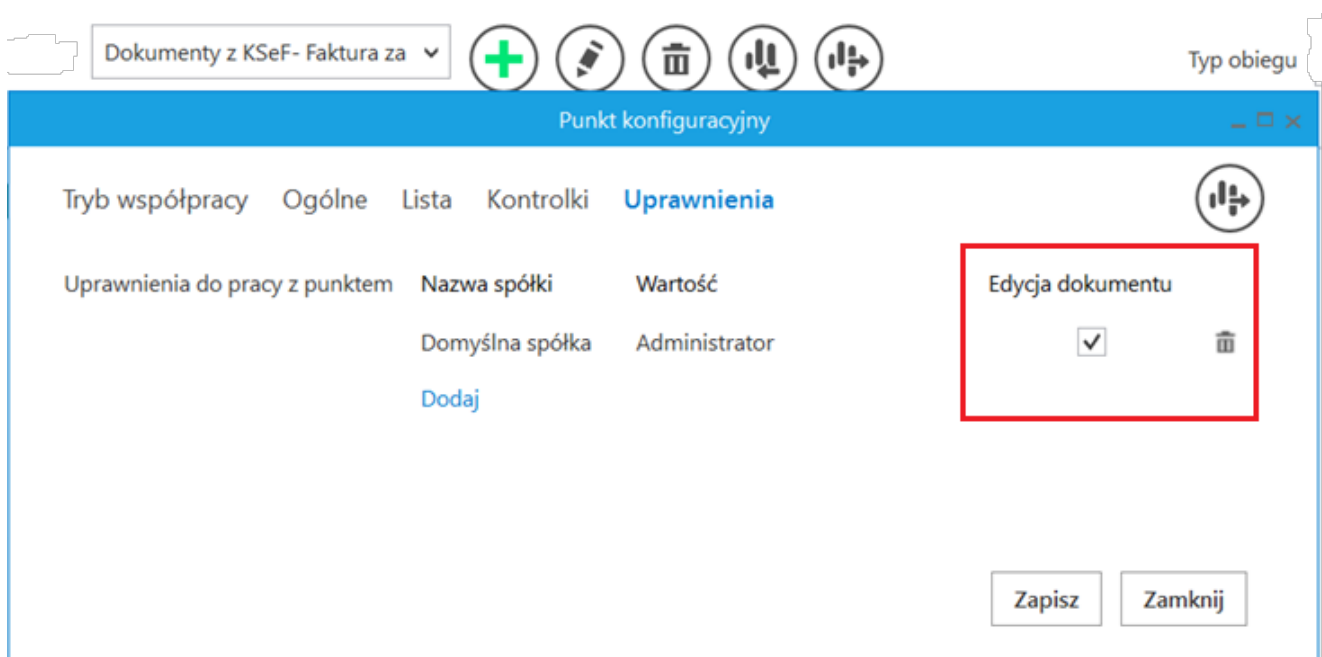 Dokumenty z KSeF- Faktura za
Typ obiegu
Punkt konfiguracyjny
Tryb współpracy Ogólne Lista Kontrolki Uprawnienia
Uprawnienia do pracy z punktem Nazwa spółki Wartość Edycja dokumentu
Domyślna spółka Administrator
Dodaj
Zapisz Zamknij